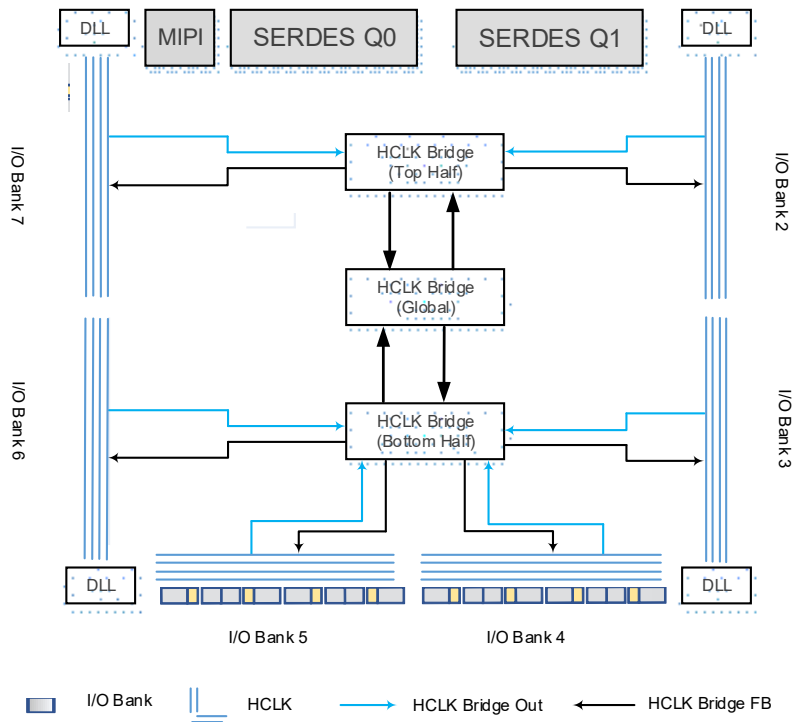 DLL
MIPI
SERDES Q0
SERDES Q1
DLL
I/O Bank 7
HCLK Bridge
(Top Half)
I/O Bank 2
HCLK Bridge
(Global)
I/O Bank 6
HCLK Bridge
(Bottom Half)
I/O Bank 3
DLL
DLL
I/O Bank 5
I/O Bank 4
I/O Bank
HCLK
HCLK Bridge Out
HCLK Bridge FB